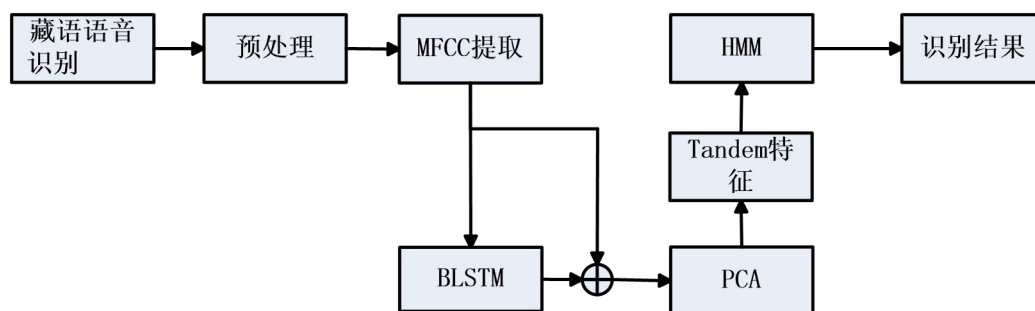 藏语语音
识别
预处理
MFCC提取
HMM
识别结果
Tandem特
征
BLSTM
PCA